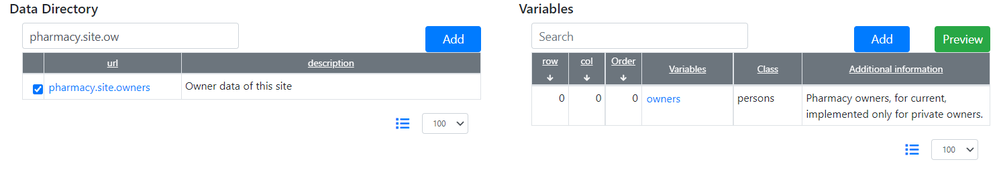 Data Directory
pharmacy.site.ow
Add
url description
pharmacy.site.owners Owner data of this site
100
Variables
Search
Add Preview
row col Order Variables Class Additional information
0 0 0 owners persons Pharmacy owners, for current,
implemented only for private owners.
100